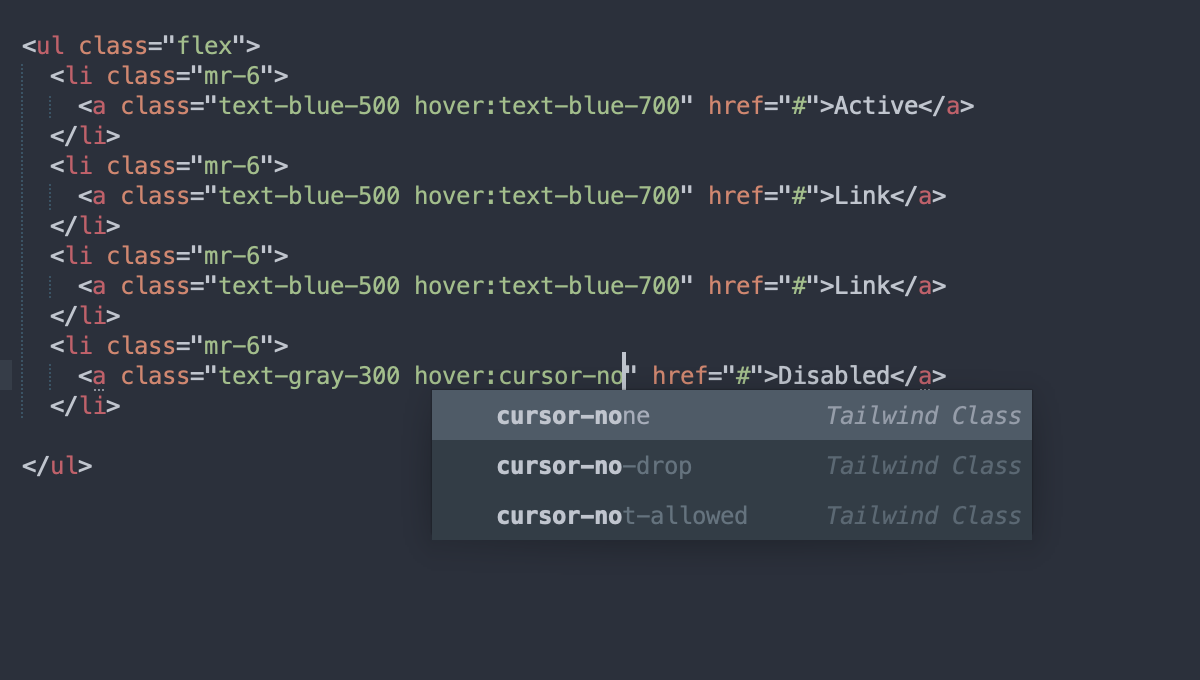 <ul class="flex">
<li class="mr-6">
<a class="text-blue-500 hover:text-blue-700" href="#">Active</a>
</li>
<li class="mr-6">
<a class="text-blue-500 hover:text-blue-700" href="#">Link</a>
</li>
<li class="mr-6">
<a class="text-blue-500 hover:text-blue-700" href="#">Link</a>
</li>
<li class="mr-6">
<a class="text-gray-300 hover:cursor-no" href="#">Disabled</a>
</li>
cursor-none Tailwind Class
cursor-no-drop Tailwind Class
cursor-not-allowed Tailwind Class
</ul>